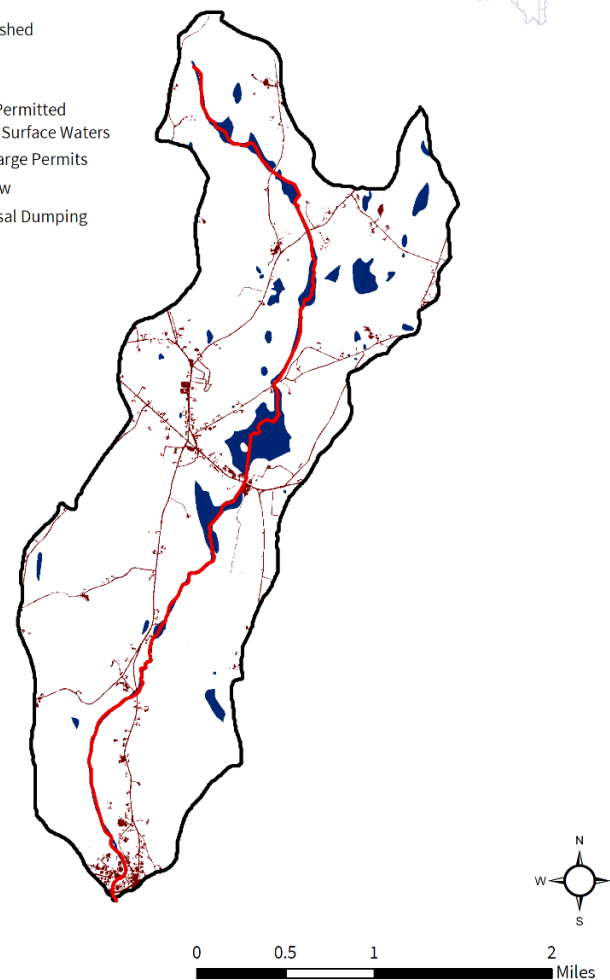 shed
Permitted
Surface Waters
arge Permits
w
sal Dumping
N
W
S
0 0.5 1 2
Miles